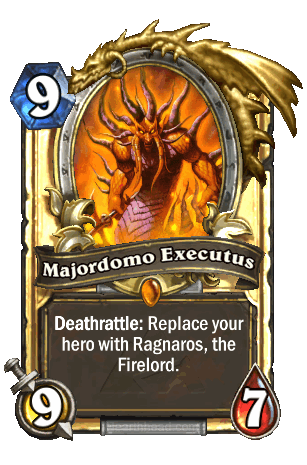 9
Majordomo Executus
Deathrattle: Replace your
hero with Ragnaros, the
Firelord.
9
7